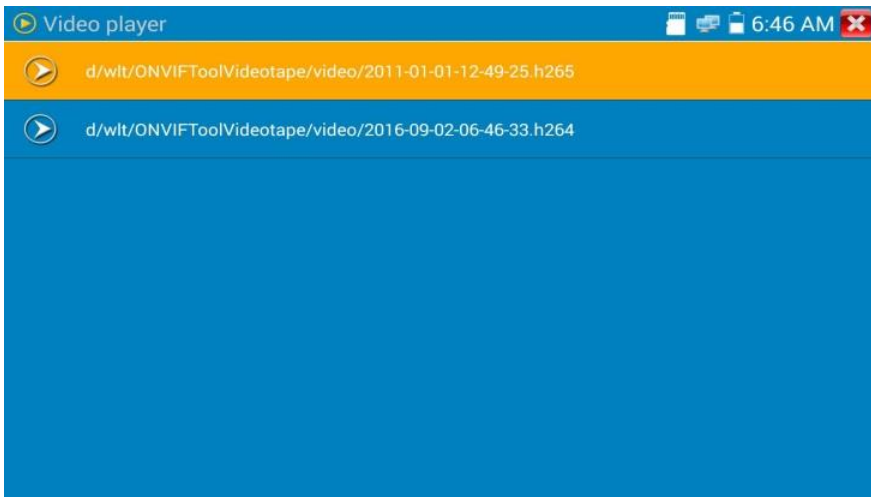 Video player
6:46 AM
d/wlt/ONVIFToolVideotape/video/2011-01-01-12-49-25.h265
d/wlt/ONVIFToolVideotape/video/2016-09-02-06-46-33.h264